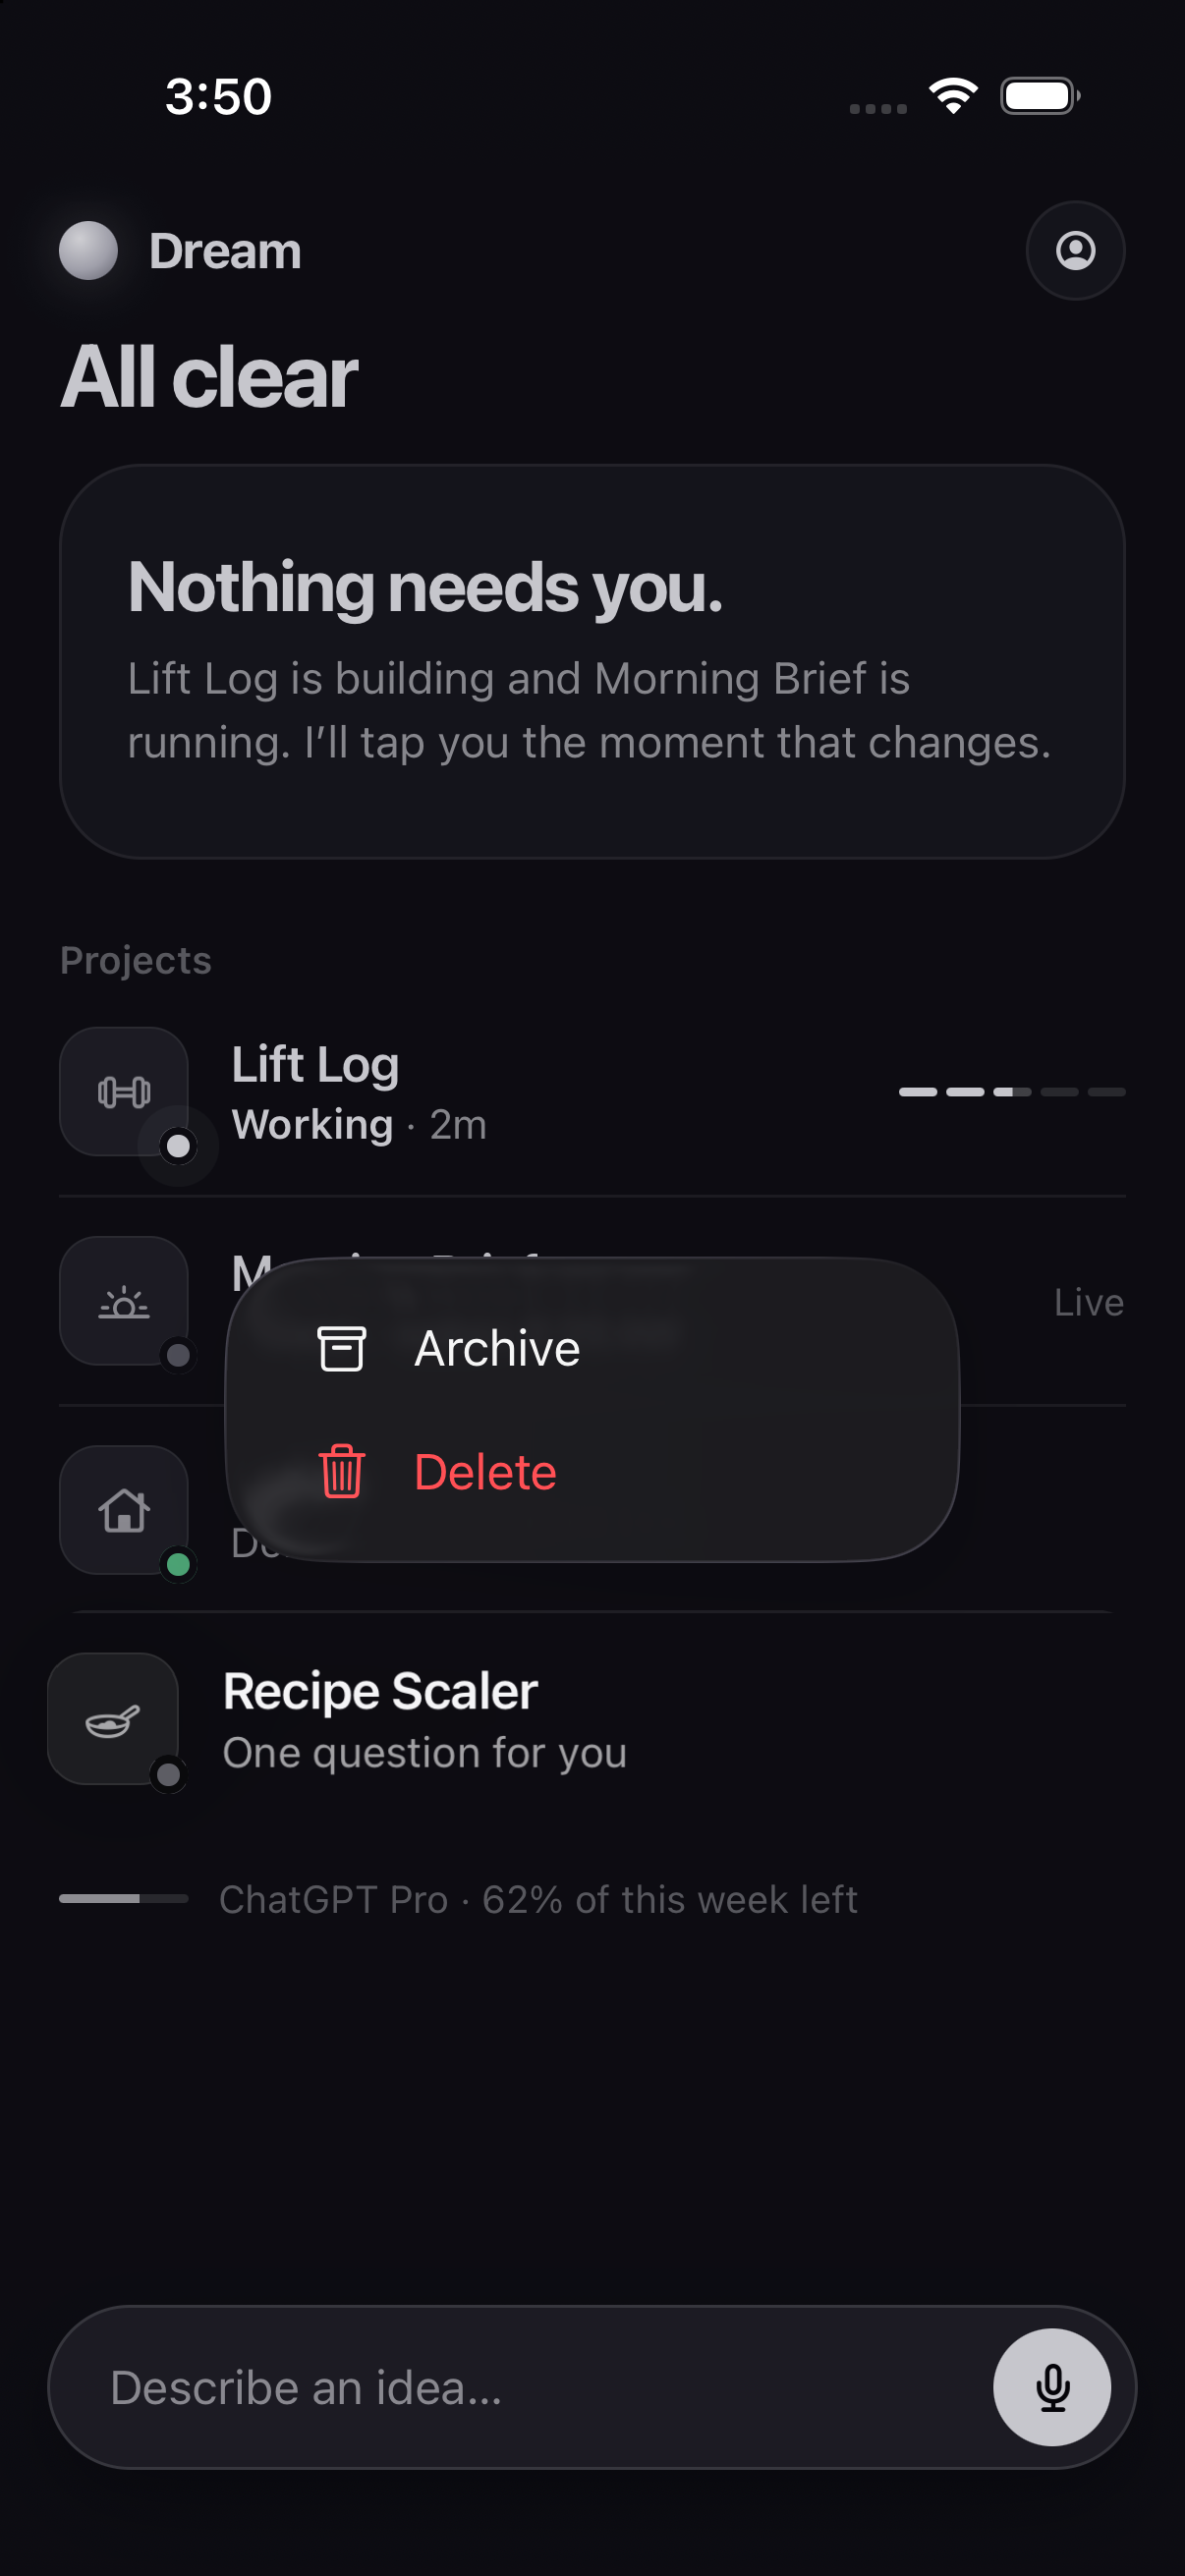 3:50
Dream
All clear
Nothing needs you.
Lift Log is building and Morning Brief is
running. I’ll tap you the moment that changes.
Projects
Lift Log
Working · 2m
Live
Archive
Delete
Recipe Scaler
One question for you
ChatGPT Pro · 62% of this week left
Describe an idea...